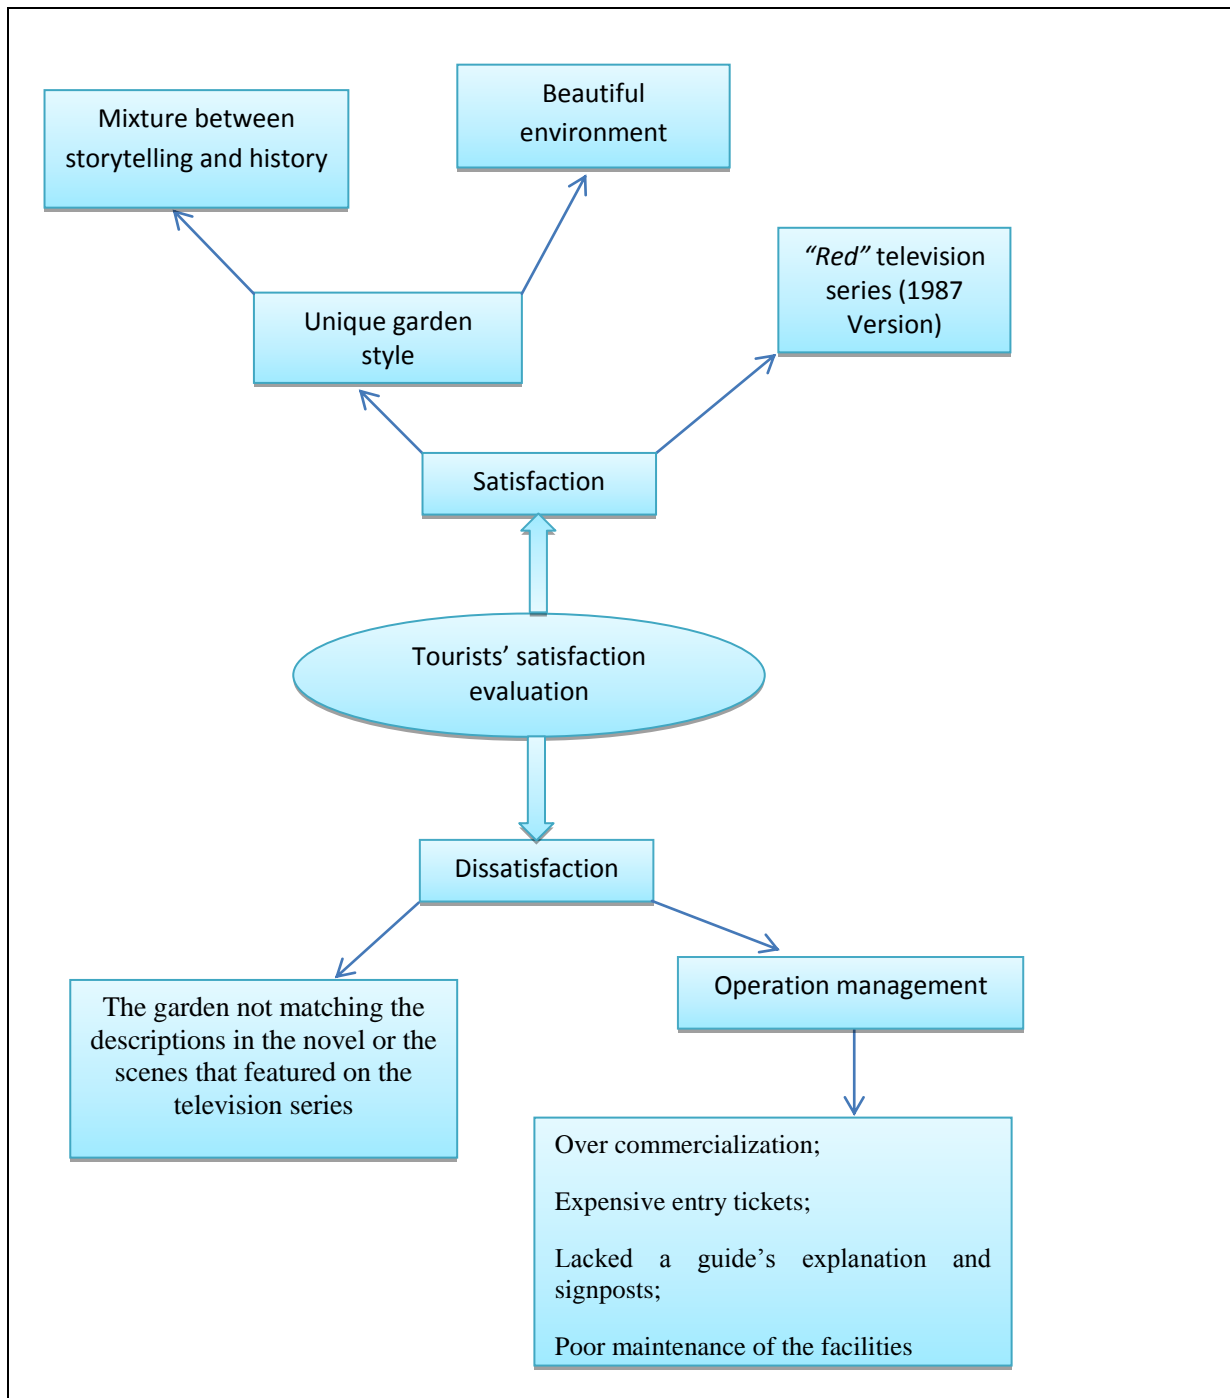 Mixture between
storytelling and history
Beautiful
environment
“Red” television
series (1987
Version)
Unique garden
style
Satisfaction
Tourists’ satisfaction
evaluation
Dissatisfaction
The garden not matching the
descriptions in the novel or the
scenes that featured on the
television series
Operation management
Over commercialization;
Expensive entry tickets;
Lacked a guide’s explanation and
signposts;
Poor maintenance of the facilities